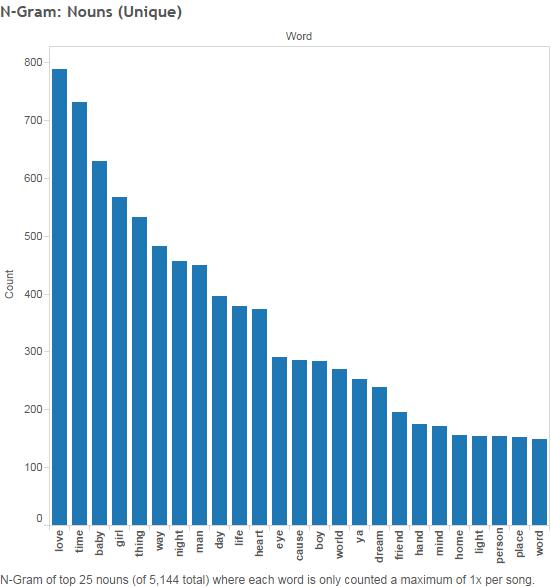 N-Gram: Nouns (Unique)
Word
800
700
600
500
400
300
200
100
0
Count
love
time
baby
girl
thing
way
night
man
day
life
heart
eye
cause
boy
world
ya
dream
friend
hand
mind
home
light
person
place
word
N-Gram of top 25 nouns (of 5,144 total) where each word is only counted a maximum of 1x per song.